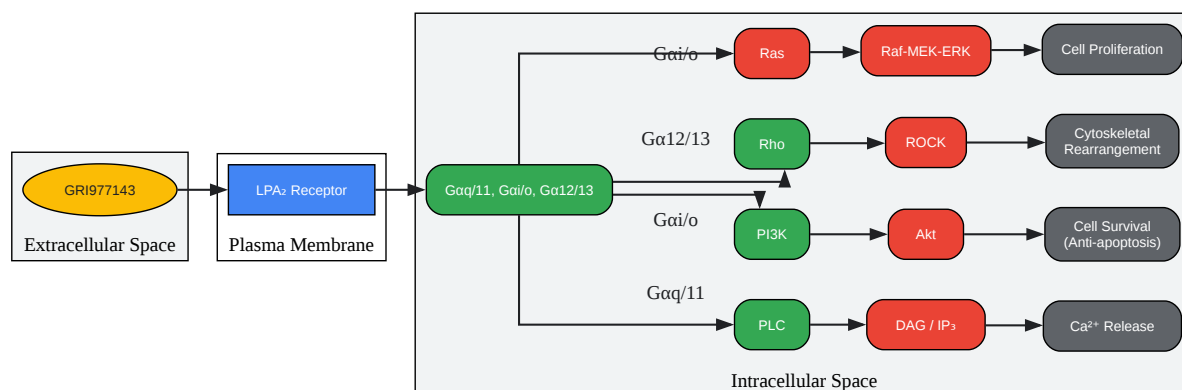 GRI977143
Extracellular Space
LPA₂ Receptor
Plasma Membrane
Gαq/11, Gαi/o, Gα12/13
Gαi/o
Ras
Raf-MEK-ERK
Cell Proliferation
Gα12/13
Rho
ROCK
Cytoskeletal
Rearrangement
Gαi/o
PI3K
Akt
Cell Survival
(Anti-apoptosis)
Gαq/11
PLC
DAG / IP₃
Ca²⁺ Release
Intracellular Space